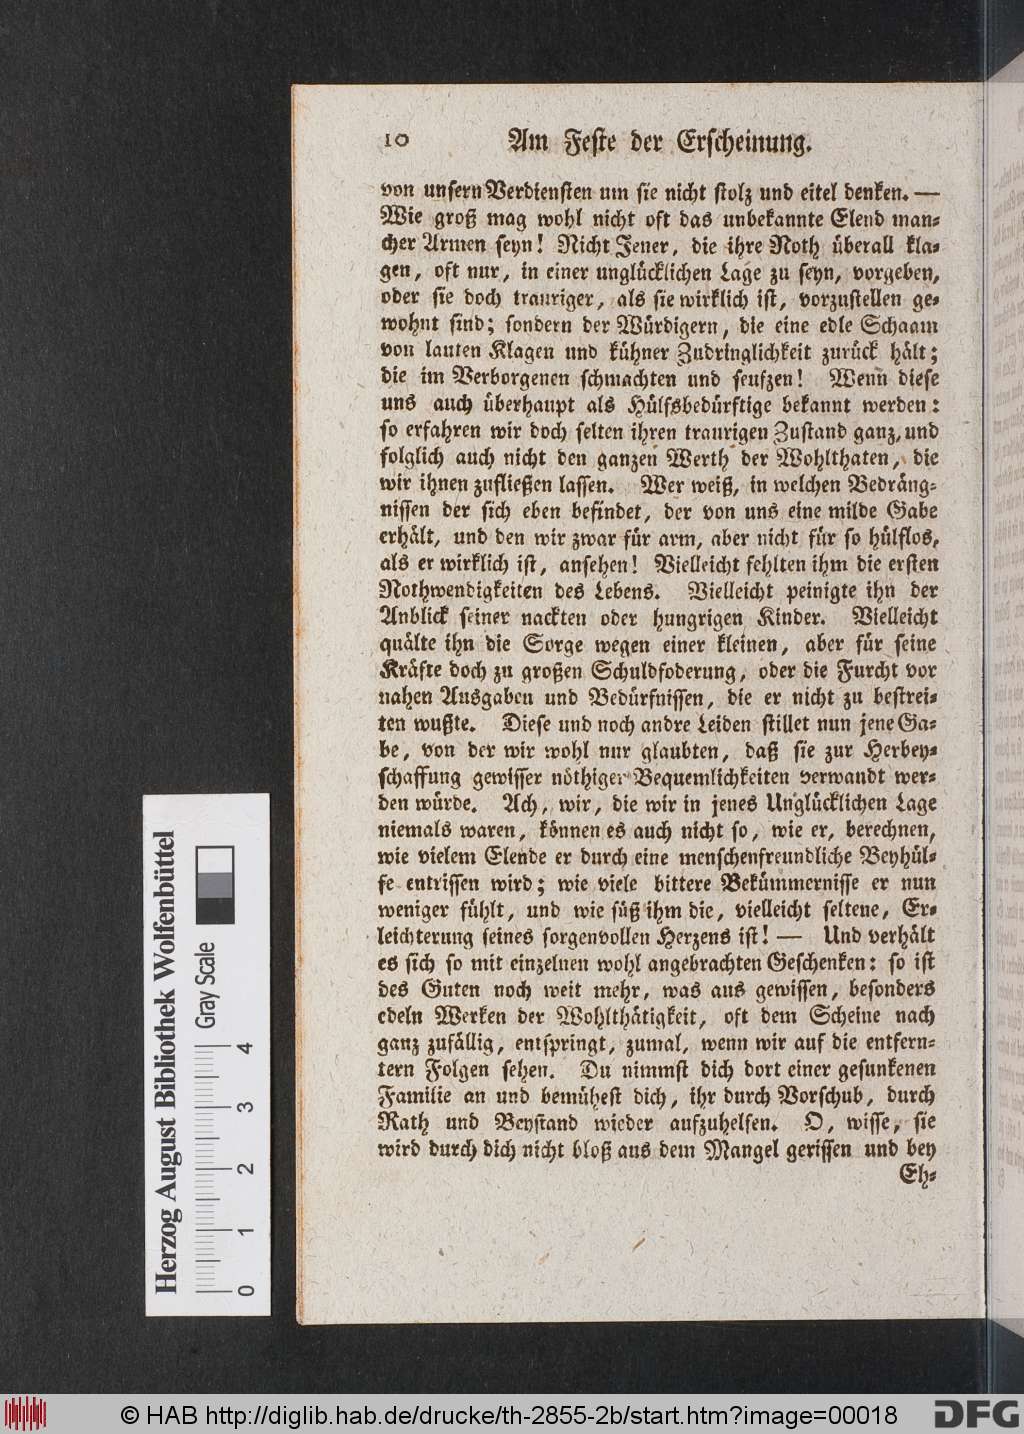 10 Am Feste der Erscheinung.
von unsern Verdiensten um sie nicht stolz und eitel denken. —
Wie groß mag wohl nicht oft das unbekannte Elend man-
cher Armen seyn! Nicht Jener, die ihre Noth überall kla-
gen, oft nur, in einer unglücklichen Lage zu seyn, vorgeben,
oder sie doch trauriger, als sie wirklich ist, vorzustellen ge-
wohnt sind; sondern der Würdigern, die eine edle Schaam
von lauten Klagen und kühner Zudringlichkeit zurück hält;
die im Verborgenen schmachten und seufzen! Wenn diese
uns auch überhaupt als Hülfsbedürftige bekannt werden:
so erfahren wir doch selten ihren traurigen Zustand ganz, und
folglich auch nicht den ganzen Werth der Wohlthaten, die
wir ihnen zufließen lassen. Wer weiß, in welchen Bedräng-
nissen der sich eben befindet, der von uns eine milde Gabe
erhält, und den wir zwar für arm, aber nicht für so hülflos,
als er wirklich ist, ansehen! Vielleicht fehlten ihm die ersten
Nothwendigkeiten des Lebens. Vielleicht peinigte ihn der
Anblick seiner nackten oder hungrigen Kinder. Vielleicht
quälte ihn die Sorge wegen einer kleinen, aber für seine
Kräfte doch zu großen Schuldfoderung, oder die Furcht vor
nahen Ausgaben und Bedürfnissen, die er nicht zu bestrei-
ten wußte. Diese und noch andre Leiden stillet nun jene Ga-
be, von der wir wohl nur glaubten, daß sie zur Herbey-
schaffung gewisser nöthiger Bequemlichkeiten verwandt wer-
den würde. Ach, wir, die wir in jenes Unglücklichen Lage
niemals waren, können es auch nicht so, wie er, berechnen,
wie vielem Elende er durch eine menschenfreundliche Beyhül-
fe entrissen wird; wie viele bittere Bekümmernisse er nun
weniger fühlt, und wie süß ihm die, vielleicht seltene, Er-
leichterung seines sorgenvollen Herzens ist! — Und verhält
es sich so mit einzelnen wohl angebrachten Geschenken: so ist
des Guten noch weit mehr, was aus gewissen, besonders
edeln Werken der Wohlthätigkeit, oft dem Scheine nach
ganz zufällig, entspringt, zumal, wenn wir auf die entfern-
tern Folgen sehen. Du nimmst dich dort einer gesunkenen
Familie an und bemühest dich, ihr durch Vorschub, durch
Rath und Beystand wieder aufzuhelfen. O, wisse, sie
wird durch dich nicht bloß aus dem Mangel gerissen und bey
Eh-
Herzog August Bibliothek Wolfenbüttel
Gray Scale
0 1 2 3 4
© HAB http://diglib.hab.de/drucke/th-2855-2b/start.htm?image=00018
DFG